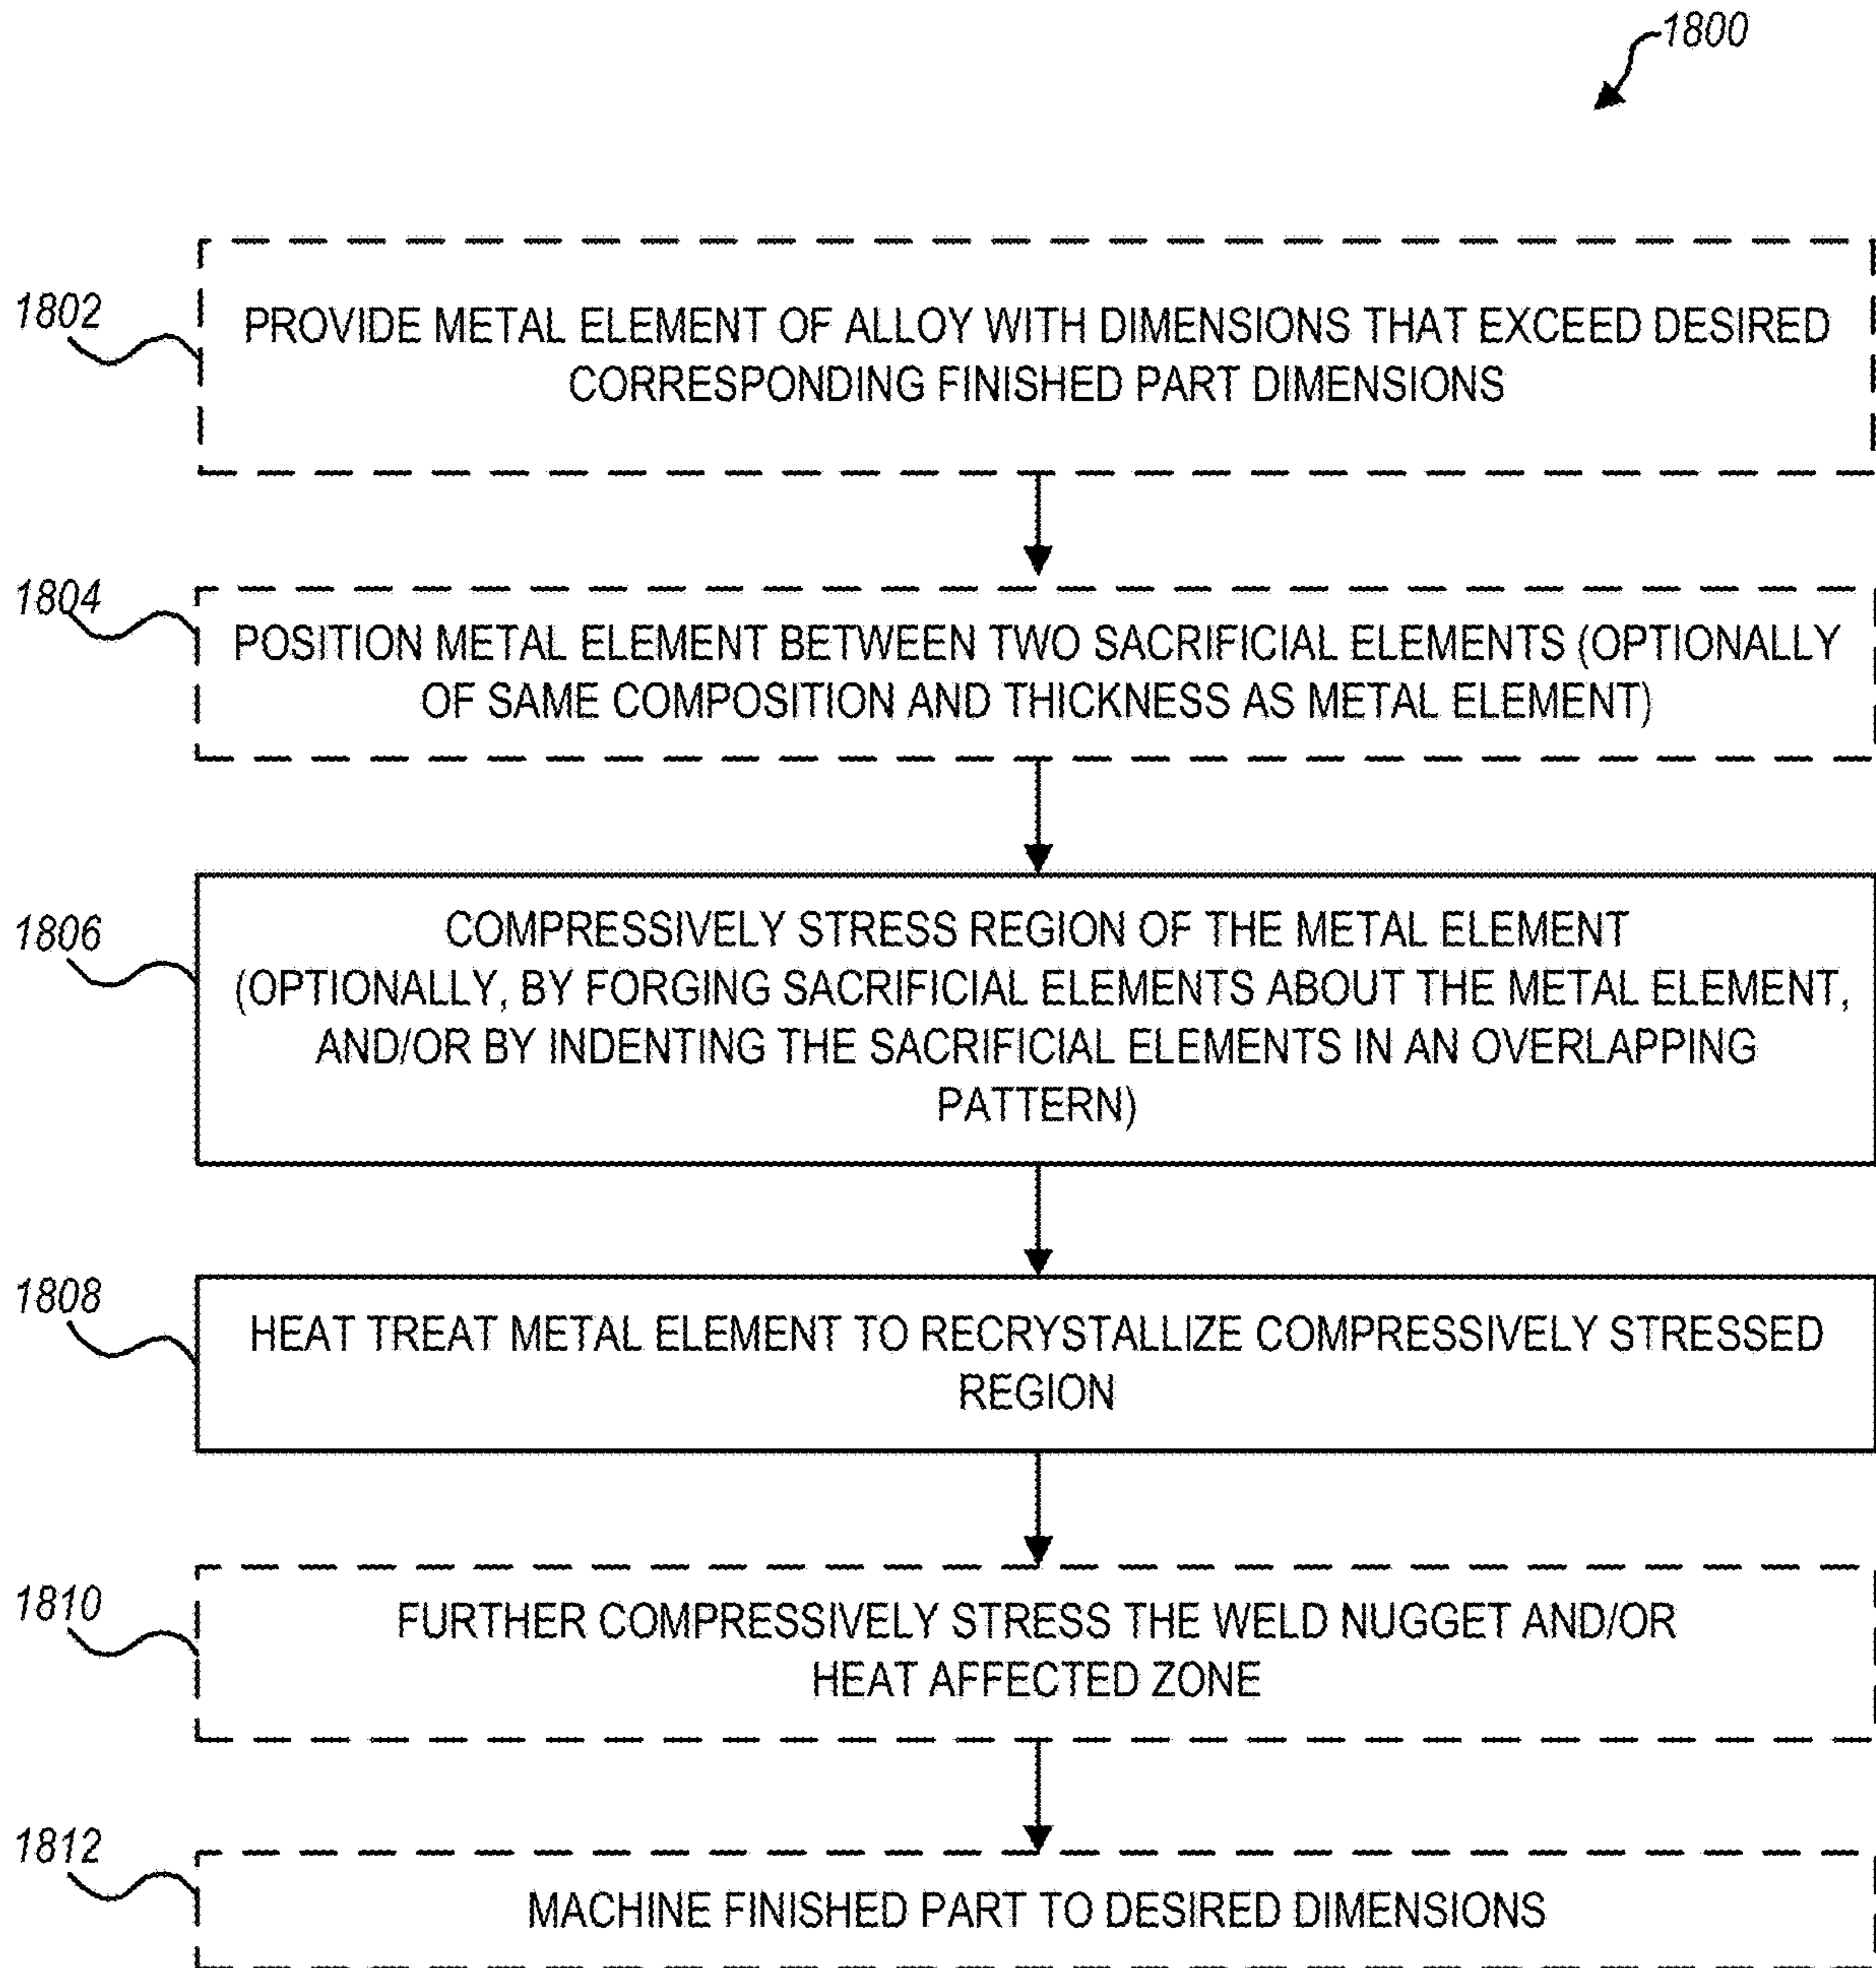 1800
1802
PROVIDE METAL ELEMENT OF ALLOY WITH DIMENSIONS THAT EXCEED DESIRED
CORRESPONDING FINISHED PART DIMENSIONS
1804
POSITION METAL ELEMENT BETWEEN TWO SACRIFICIAL ELEMENTS (OPTIONALLY
OF SAME COMPOSITION AND THICKNESS AS METAL ELEMENT)
1806
COMPRESSIVELY STRESS REGION OF THE METAL ELEMENT
(OPTIONALLY, BY FORGING SACRIFICIAL ELEMENTS ABOUT THE METAL ELEMENT,
AND/OR BY INDENTING THE SACRIFICIAL ELEMENTS IN AN OVERLAPPING
PATTERN)
1808
HEAT TREAT METAL ELEMENT TO RECRYSTALLIZE COMPRESSIVELY STRESSED
REGION
1810
FURTHER COMPRESSIVELY STRESS THE WELD NUGGET AND/OR
HEAT AFFECTED ZONE
1812
MACHINE FINISHED PART TO DESIRED DIMENSIONS